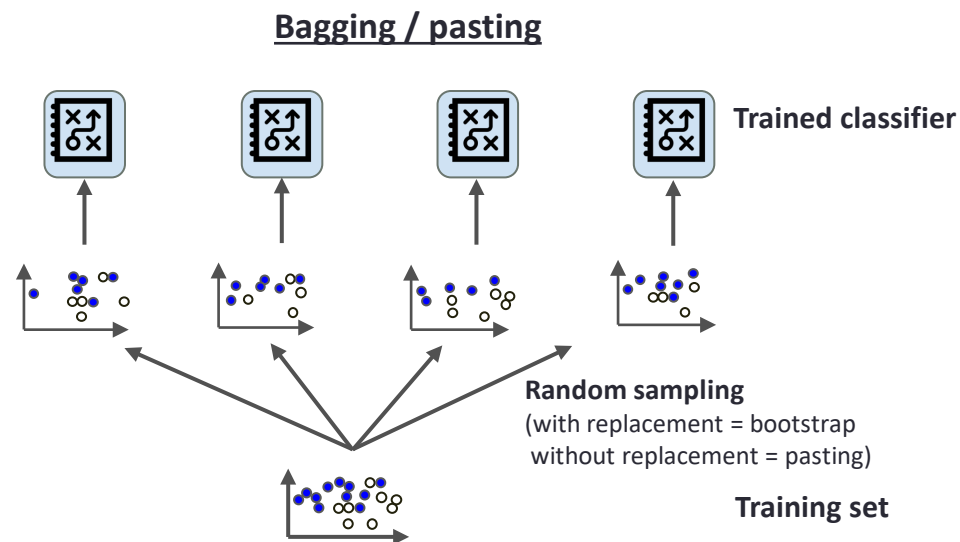 Bagging / pasting
Trained classifier
Random sampling
(with replacement = bootstrap
without replacement = pasting)
Training set